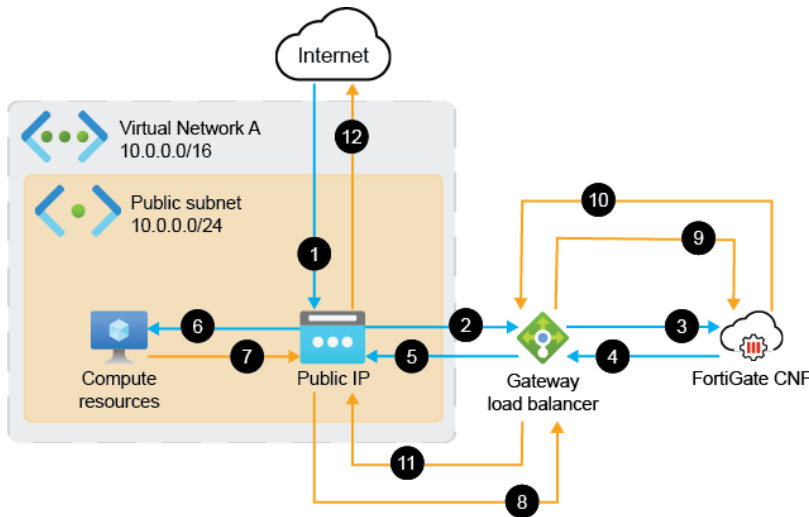 Internet
Virtual Network A
10.0.0.0/16
12
Public subnet
10.0.0.0/24
10
9
1
6
2
3
7
5
4
Compute
resources
Public IP
Gateway
load balancer
FortiGate CNF
11
8